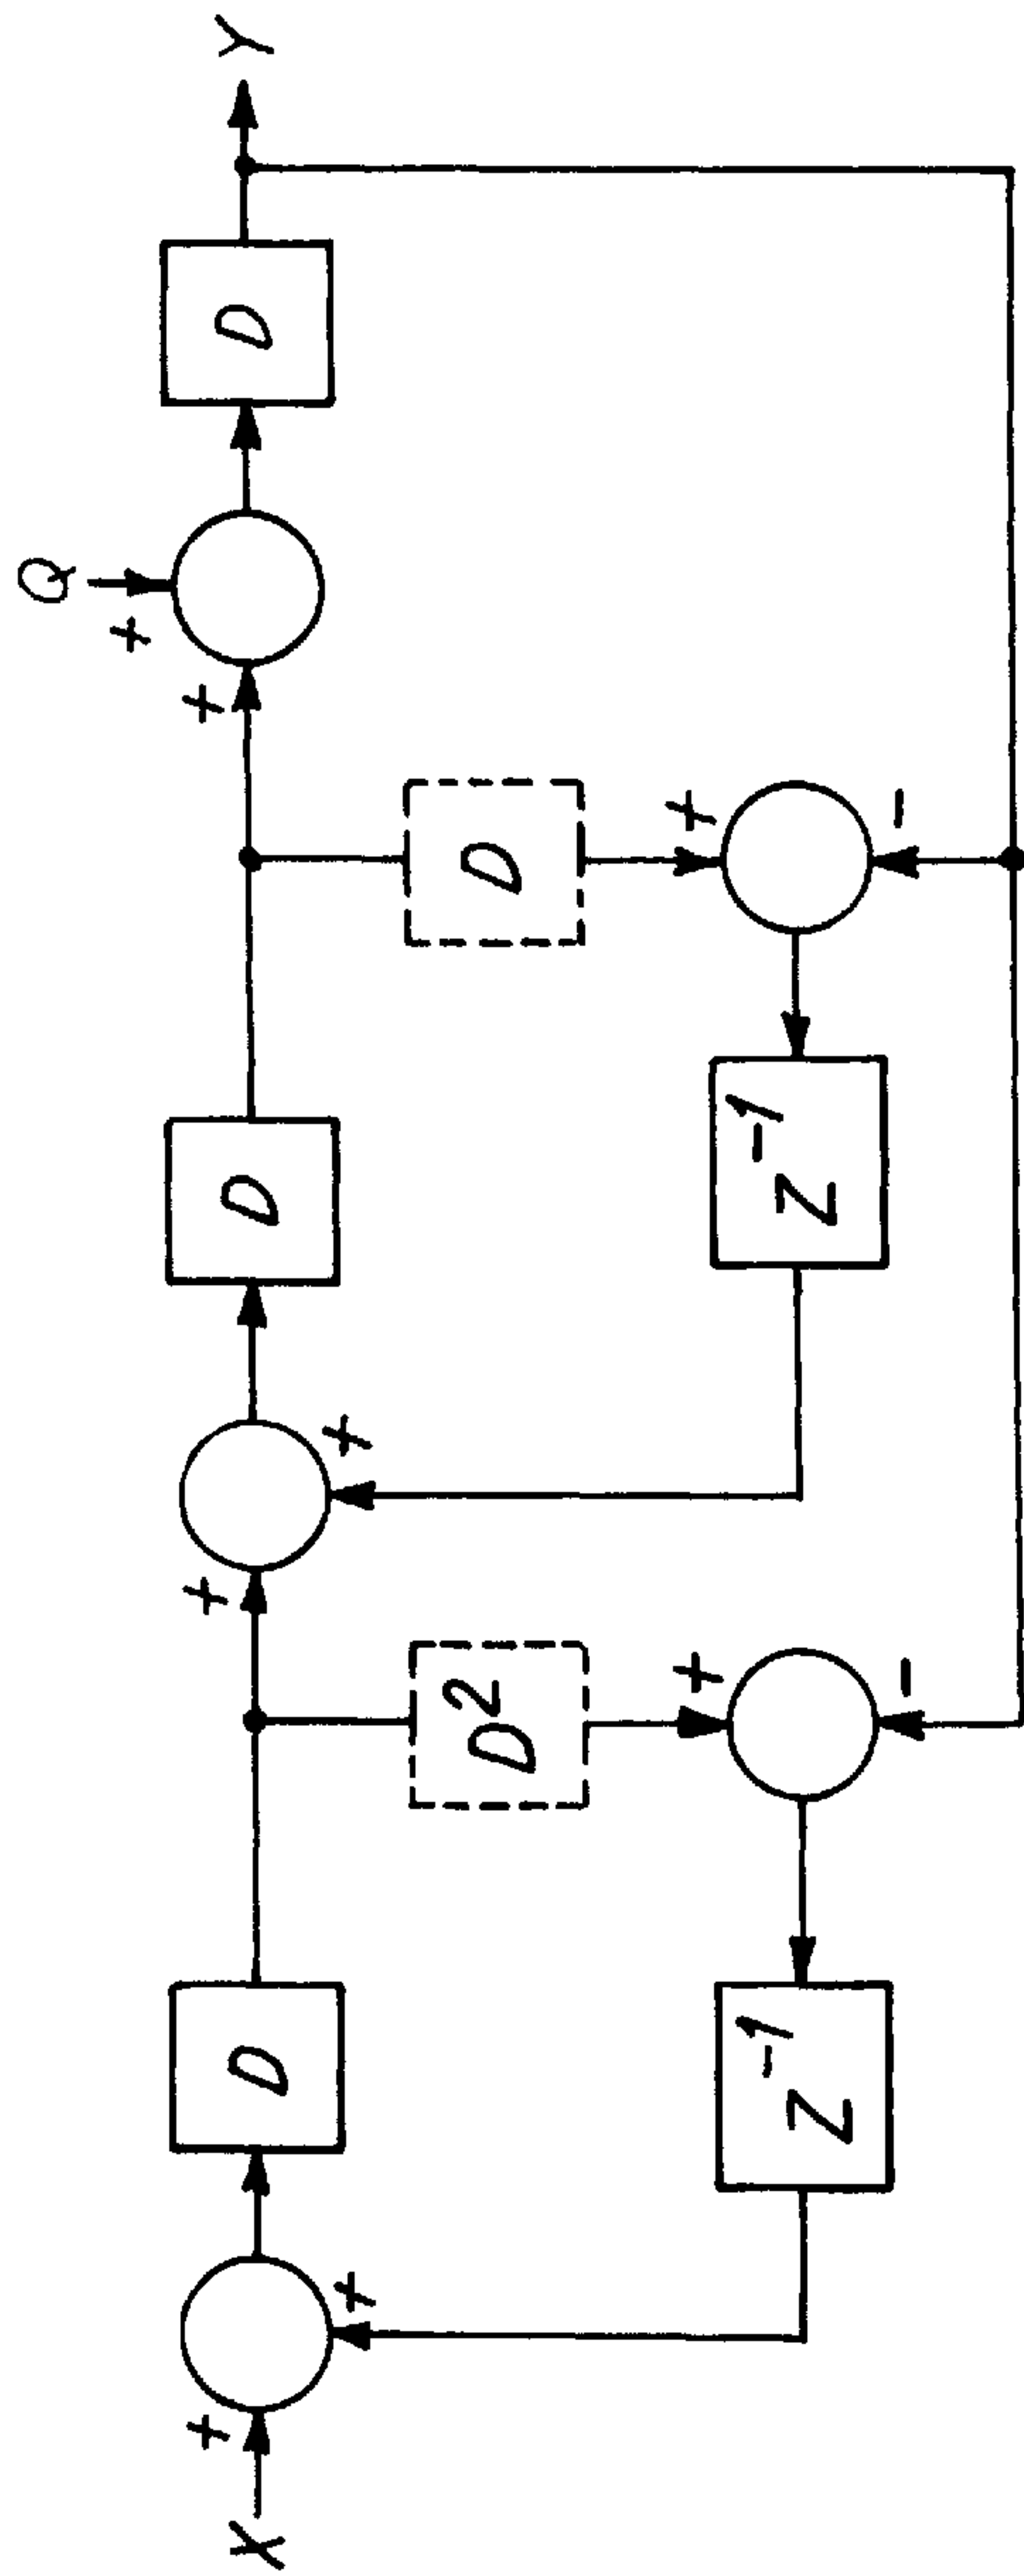 Q
+
X
+
D
+
D
+
D
Y
+
D²
+
D
+
+
Z⁻¹
-
Z⁻¹
-